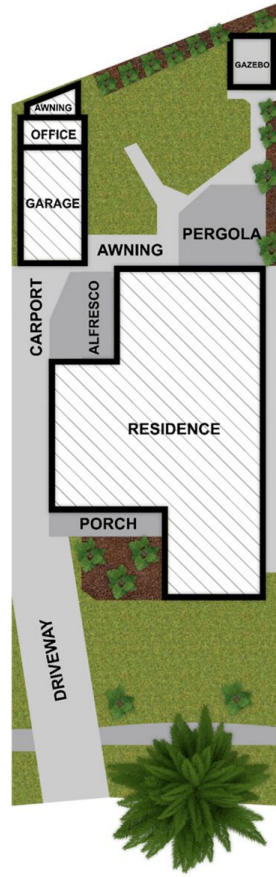 GAZEBO
AWNING
OFFICE
GARAGE
PERGOLA
AWNING
CARPORT
ALFRESCO
RESIDENCE
PORCH
DRIVEWAY